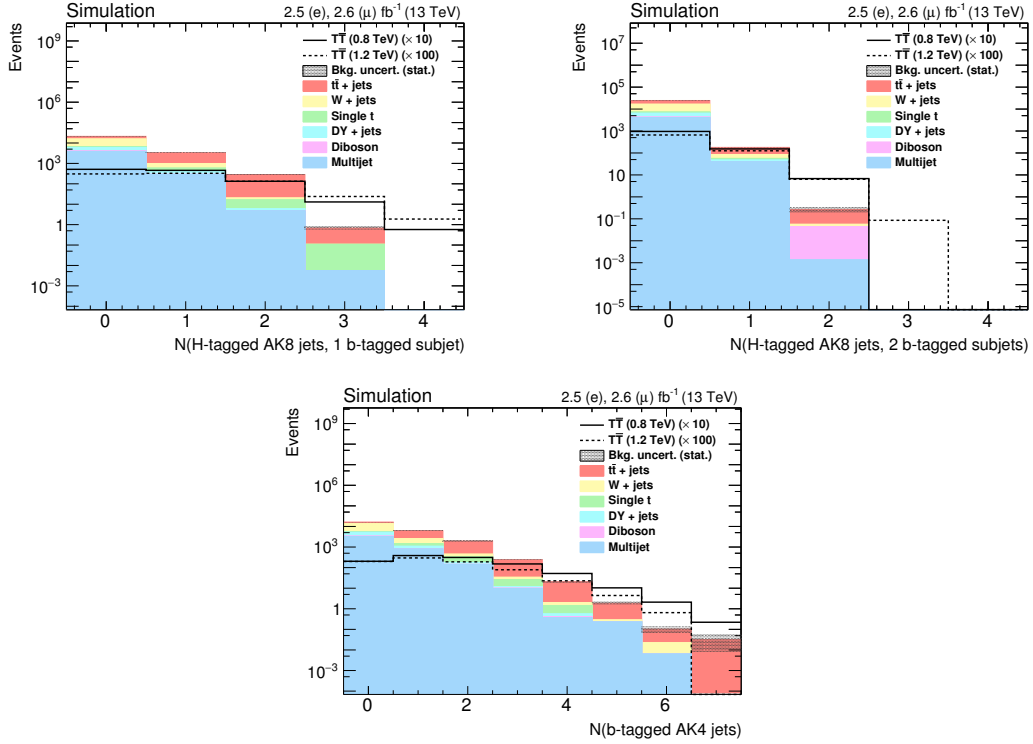 Simulation 2.5 (e), 2.6 (μ) fb⁻¹ (13 TeV)
Events
10⁹
10⁶
10³
1
10⁻³
TT̅ (0.8 TeV) (× 10)
TT̅ (1.2 TeV) (× 100)
Bkg. uncert. (stat.)
tt̅ + jets
W + jets
Single t
DY + jets
Diboson
Multijet
0 1 2 3 4
N(H-tagged AK8 jets, 1 b-tagged subjet)
Simulation 2.5 (e), 2.6 (μ) fb⁻¹ (13 TeV)
Events
10⁷
10⁵
10³
10
10⁻¹
10⁻³
10⁻⁵
TT̅ (0.8 TeV) (× 10)
TT̅ (1.2 TeV) (× 100)
Bkg. uncert. (stat.)
tt̅ + jets
W + jets
Single t
DY + jets
Diboson
Multijet
0 1 2 3 4
N(H-tagged AK8 jets, 2 b-tagged subjets)
Simulation 2.5 (e), 2.6 (μ) fb⁻¹ (13 TeV)
Events
10⁹
10⁶
10³
1
10⁻³
TT̅ (0.8 TeV) (× 10)
TT̅ (1.2 TeV) (× 100)
Bkg. uncert. (stat.)
tt̅ + jets
W + jets
Single t
DY + jets
Diboson
Multijet
0 2 4 6
N(b-tagged AK4 jets)